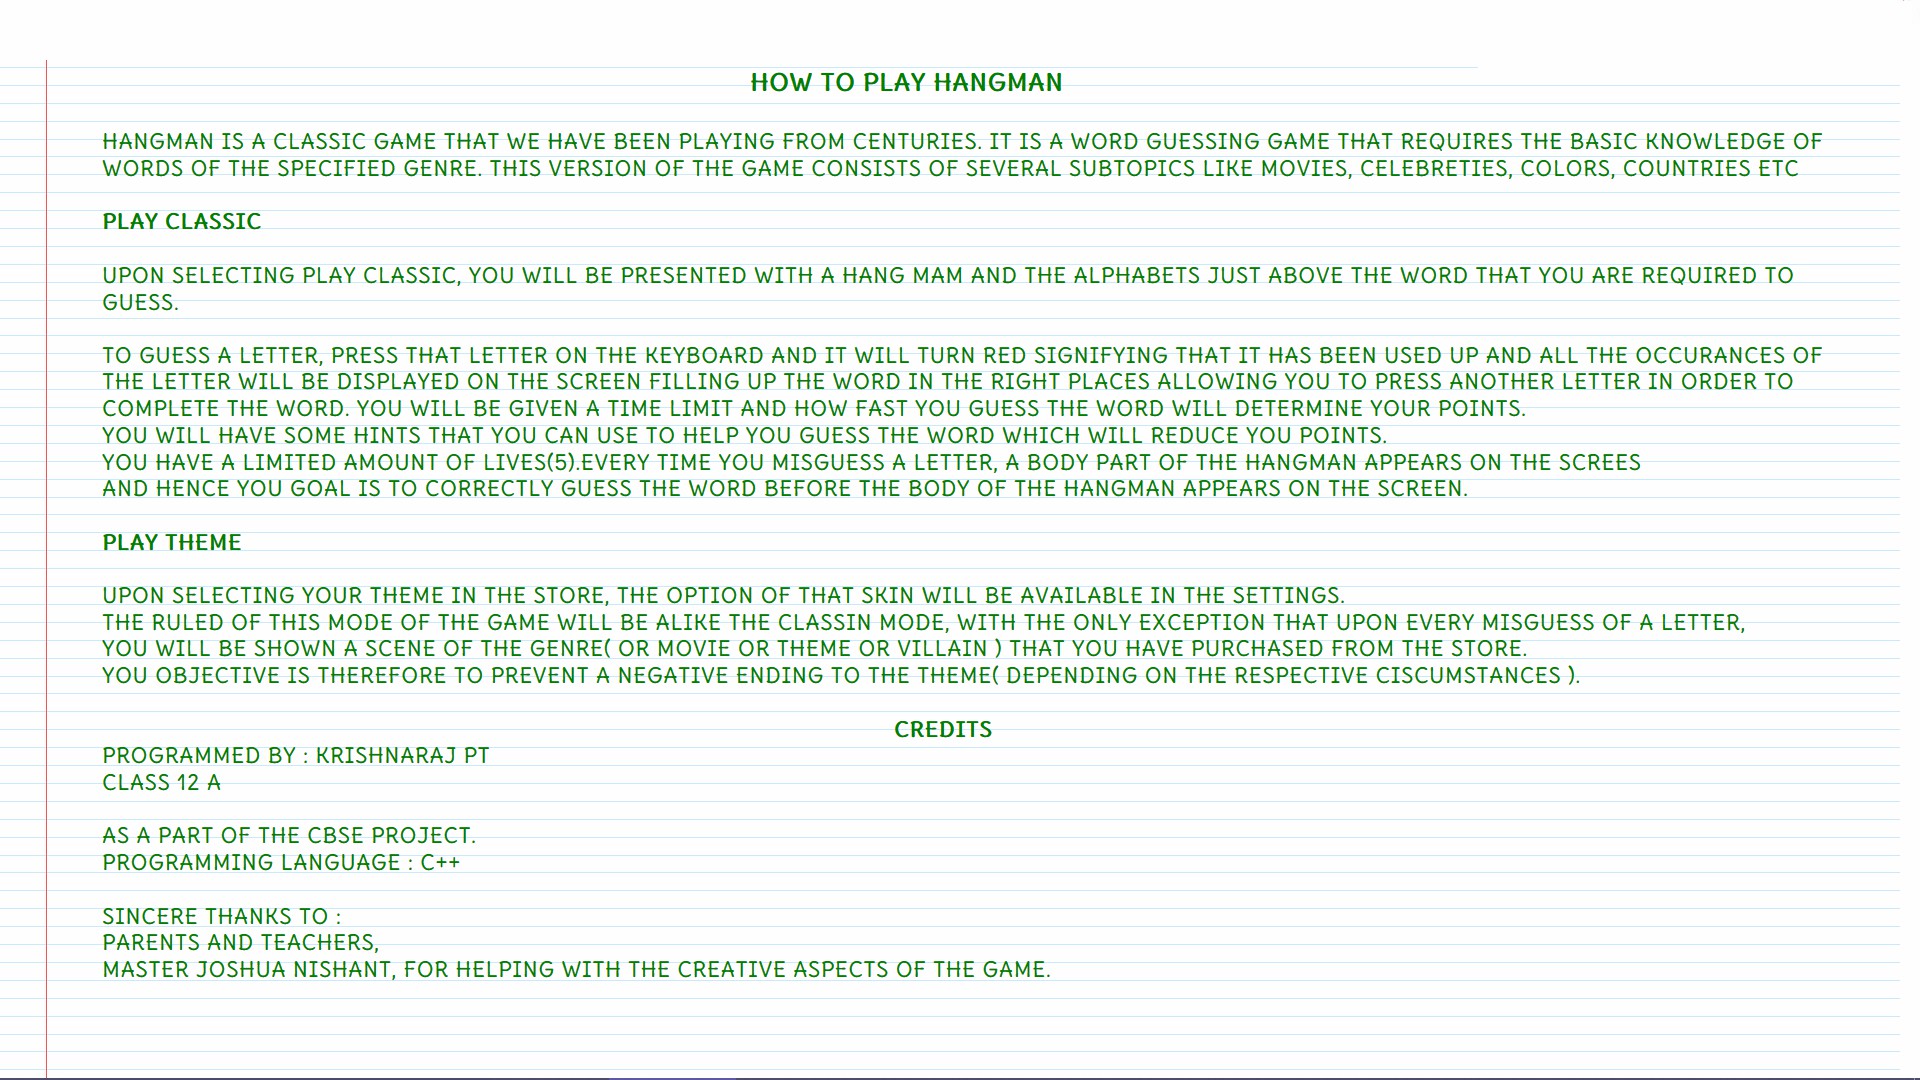 HOW TO PLAY HANGMAN
HANGMAN IS A CLASSIC GAME THAT WE HAVE BEEN PLAYING FROM CENTURIES. IT IS A WORD GUESSING GAME THAT REQUIRES THE BASIC KNOWLEDGE OF
WORDS OF THE SPECIFIED GENRE. THIS VERSION OF THE GAME CONSISTS OF SEVERAL SUBTOPICS LIKE MOVIES, CELEBRETIES, COLORS, COUNTRIES ETC
PLAY CLASSIC
UPON SELECTING PLAY CLASSIC, YOU WILL BE PRESENTED WITH A HANG MAM AND THE ALPHABETS JUST ABOVE THE WORD THAT YOU ARE REQUIRED TO
GUESS.
TO GUESS A LETTER, PRESS THAT LETTER ON THE KEYBOARD AND IT WILL TURN RED SIGNIFYING THAT IT HAS BEEN USED UP AND ALL THE OCCURANCES OF
THE LETTER WILL BE DISPLAYED ON THE SCREEN FILLING UP THE WORD IN THE RIGHT PLACES ALLOWING YOU TO PRESS ANOTHER LETTER IN ORDER TO
COMPLETE THE WORD. YOU WILL BE GIVEN A TIME LIMIT AND HOW FAST YOU GUESS THE WORD WILL DETERMINE YOUR POINTS.
YOU WILL HAVE SOME HINTS THAT YOU CAN USE TO HELP YOU GUESS THE WORD WHICH WILL REDUCE YOU POINTS.
YOU HAVE A LIMITED AMOUNT OF LIVES(5).EVERY TIME YOU MISGUESS A LETTER, A BODY PART OF THE HANGMAN APPEARS ON THE SCREES
AND HENCE YOU GOAL IS TO CORRECTLY GUESS THE WORD BEFORE THE BODY OF THE HANGMAN APPEARS ON THE SCREEN.
PLAY THEME
UPON SELECTING YOUR THEME IN THE STORE, THE OPTION OF THAT SKIN WILL BE AVAILABLE IN THE SETTINGS.
THE RULED OF THIS MODE OF THE GAME WILL BE ALIKE THE CLASSIN MODE, WITH THE ONLY EXCEPTION THAT UPON EVERY MISGUESS OF A LETTER,
YOU WILL BE SHOWN A SCENE OF THE GENRE( OR MOVIE OR THEME OR VILLAIN ) THAT YOU HAVE PURCHASED FROM THE STORE.
YOU OBJECTIVE IS THEREFORE TO PREVENT A NEGATIVE ENDING TO THE THEME( DEPENDING ON THE RESPECTIVE CISCUMSTANCES ).
CREDITS
PROGRAMMED BY : KRISHNARAJ PT
CLASS 12 A
AS A PART OF THE CBSE PROJECT.
PROGRAMMING LANGUAGE : C++
SINCERE THANKS TO :
PARENTS AND TEACHERS,
MASTER JOSHUA NISHANT, FOR HELPING WITH THE CREATIVE ASPECTS OF THE GAME.